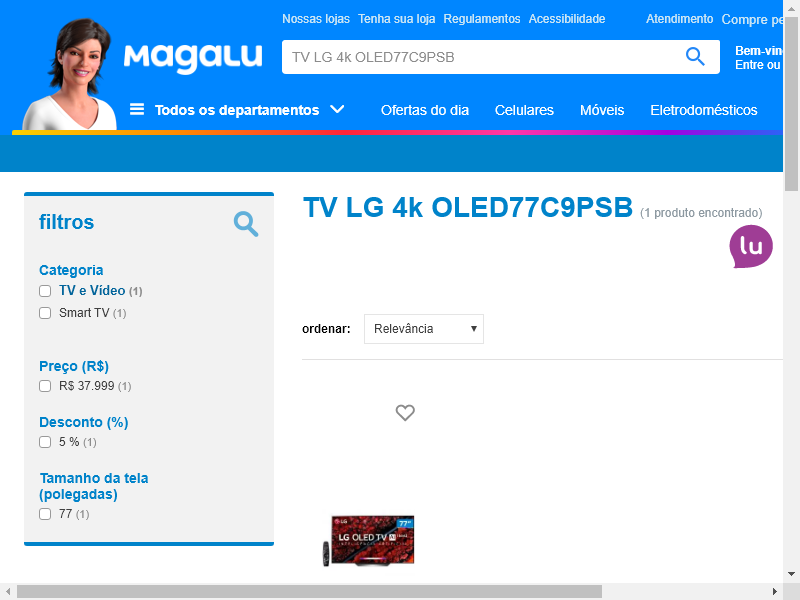 Nossas lojas Tenha sua loja Regulamentos Acessibilidade Atendimento Compre pe
Magalu
TV LG 4k OLED77C9PSB
Bem-vin
Entre ou
Todos os departamentos Ofertas do dia Celulares Móveis Eletrodomésticos
filtros
Categoria
TV e Vídeo (1)
Smart TV (1)
Preço (R$)
R$ 37.999 (1)
Desconto (%)
5 % (1)
Tamanho da tela
(polegadas)
77 (1)
TV LG 4k OLED77C9PSB (1 produto encontrado)
lu
ordenar: Relevância
LG 77"
LG OLED TV